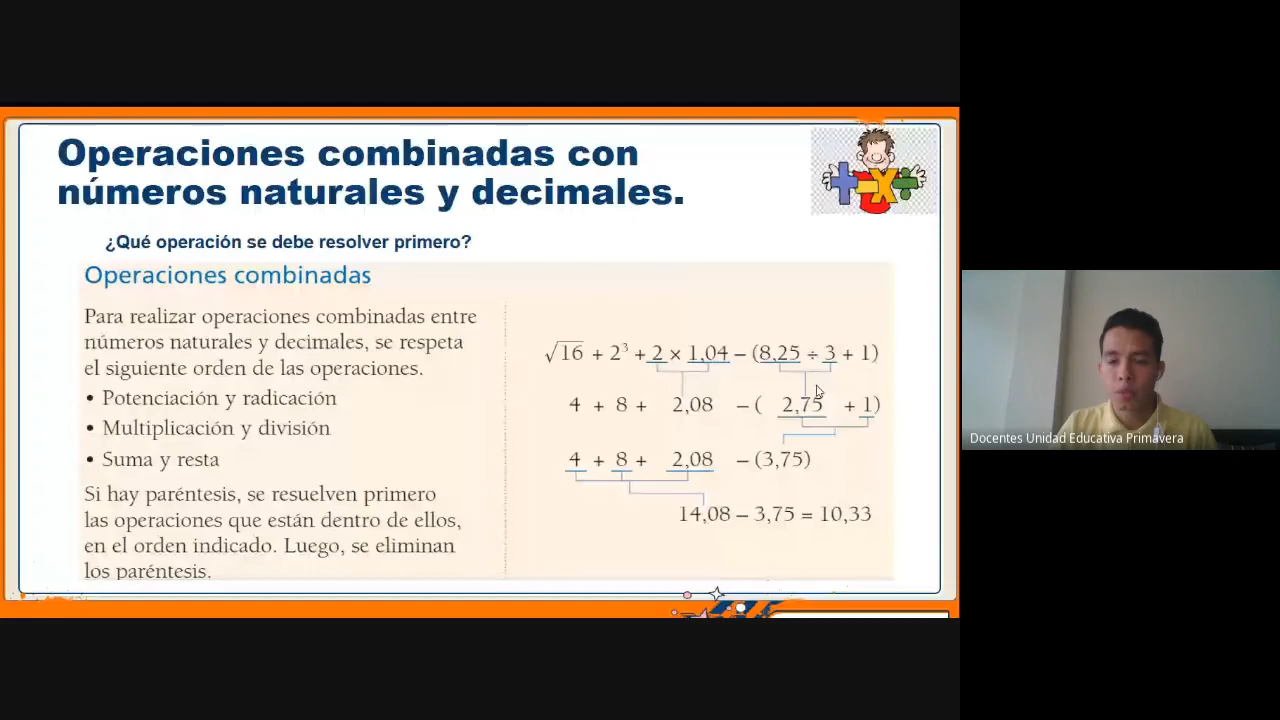 Operaciones combinadas con
números naturales y decimales.
¿Qué operación se debe resolver primero?
Operaciones combinadas
Para realizar operaciones combinadas entre
números naturales y decimales, se respeta
el siguiente orden de las operaciones.
• Potenciación y radicación
• Multiplicación y división
• Suma y resta
Si hay paréntesis, se resuelven primero
las operaciones que están dentro de ellos,
en el orden indicado. Luego, se eliminan
los paréntesis.
√16 + 2³ + 2 × 1,04 – (8,25 ÷ 3 + 1)
4 + 8 + 2,08 – ( 2,75 + 1)
4 + 8 + 2,08 – (3,75)
14,08 – 3,75 = 10,33
Docentes Unidad Educativa Primavera